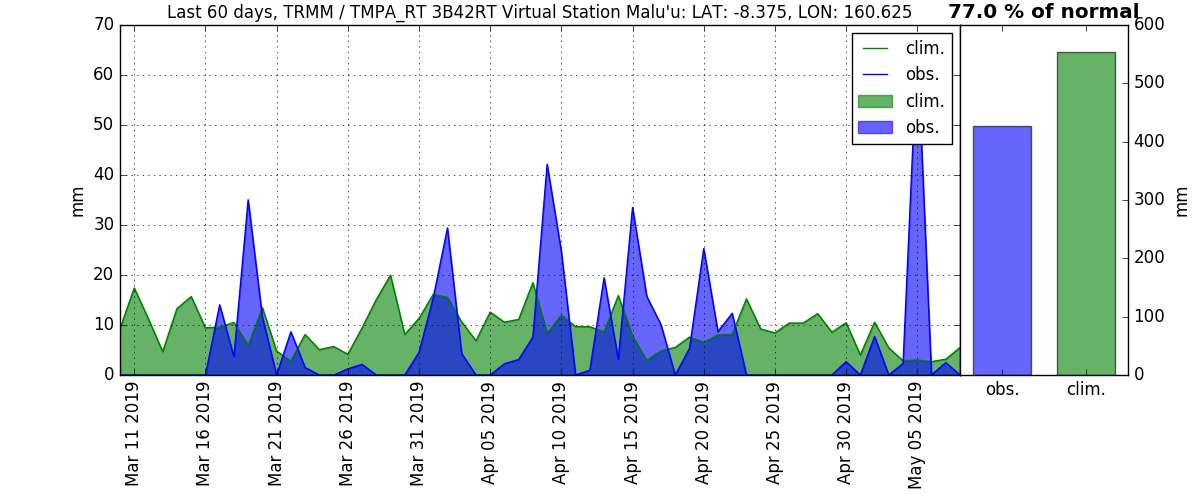 Last 60 days, TRMM / TMPA_RT 3B42RT Virtual Station Malu'u: LAT: -8.375, LON: 160.625
77.0 % of normal
70
60
50
40
30
20
10
0
mm
clim.
obs.
clim.
obs.
Mar 11 2019
Mar 16 2019
Mar 21 2019
Mar 26 2019
Mar 31 2019
Apr 05 2019
Apr 10 2019
Apr 15 2019
Apr 20 2019
Apr 25 2019
Apr 30 2019
May 05 2019
600
500
400
300
200
100
0
mm
obs.
clim.